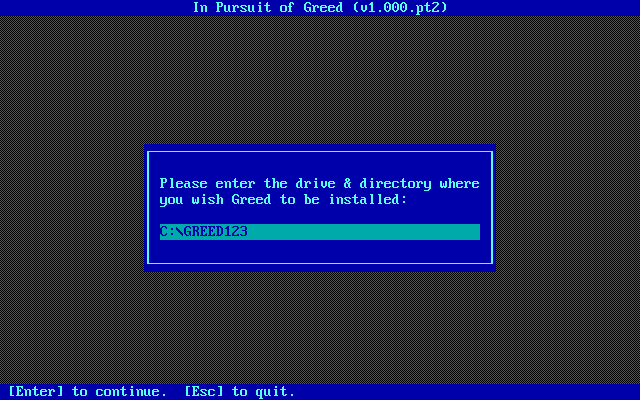 In Pursuit of Greed (v1.000.pt2)
Please enter the drive & directory where
you wish Greed to be installed:
C:\GREED123
[Enter] to continue.  [Esc] to quit.